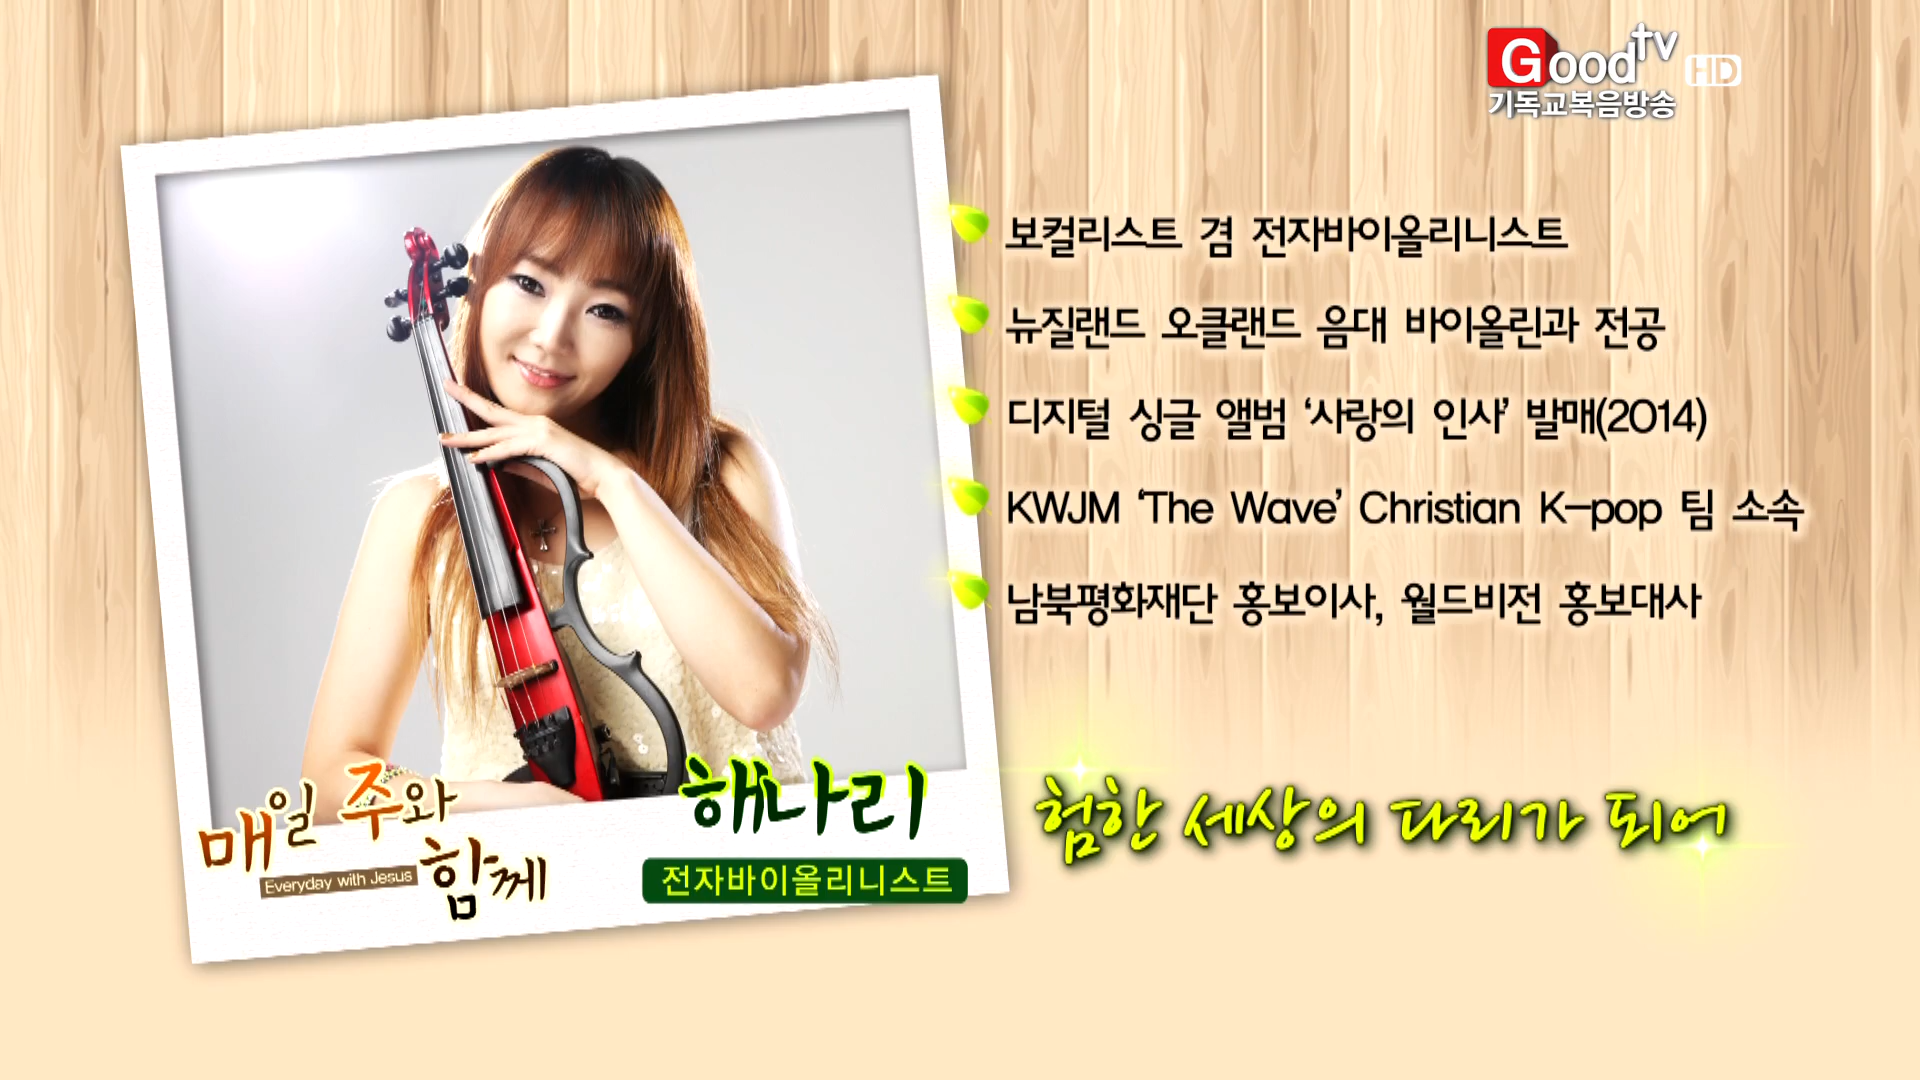 Good tv HD
기독교복음방송
보컬리스트 겸 전자바이올리니스트
뉴질랜드 오클랜드 음대 바이올린과 전공
디지털 싱글 앨범 ‘사랑의 인사’ 발매(2014)
KWJM ‘The Wave’ Christian K-pop 팀 소속
남북평화재단 홍보이사, 월드비전 홍보대사
매일 주와
함께
Everyday with Jesus
해나리
전자바이올리니스트
험한 세상의 다리가 되어